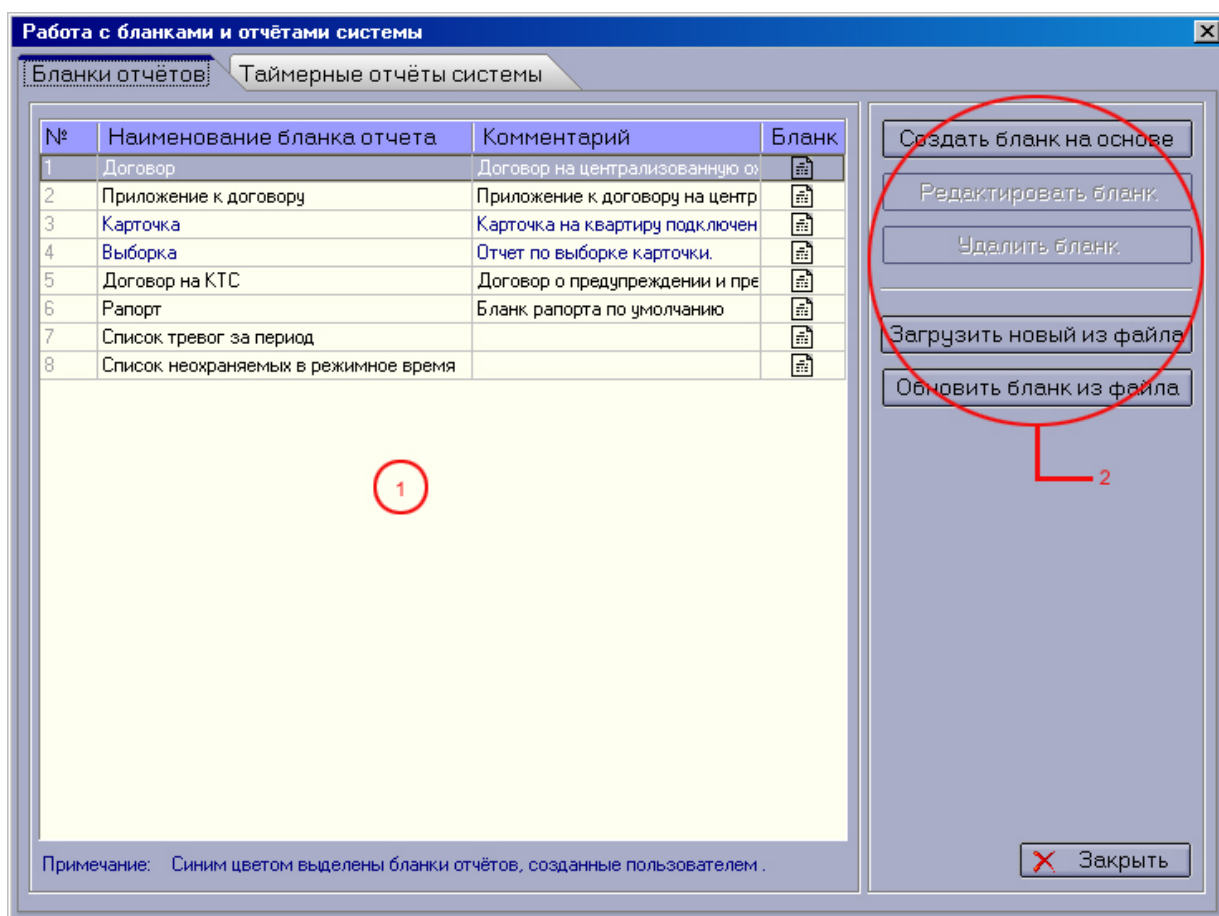 Работа с бланками и отчётами системы
Бланки отчётов Таймерные отчёты системы
№ Наименование бланка отчета Комментарий Бланк
1 Договор Договор на централизованную
2 Приложение к договору Приложение к договору на центр
3 Карточка Карточка на квартиру подключен
4 Выборка Отчет по выборке карточки.
5 Договор на КТС Договор о предупреждении и пре
6 Рапорт Бланк рапорта по умолчанию
7 Список тревог за период
8 Список неохраняемых в режимное время
1
Примечание: Синим цветом выделены бланки отчётов, созданные пользователем .
Создать бланк на основе
Редактировать бланк
Удалить бланк
Загрузить новый из файла
Обновить бланк из файла
2
Закрыть